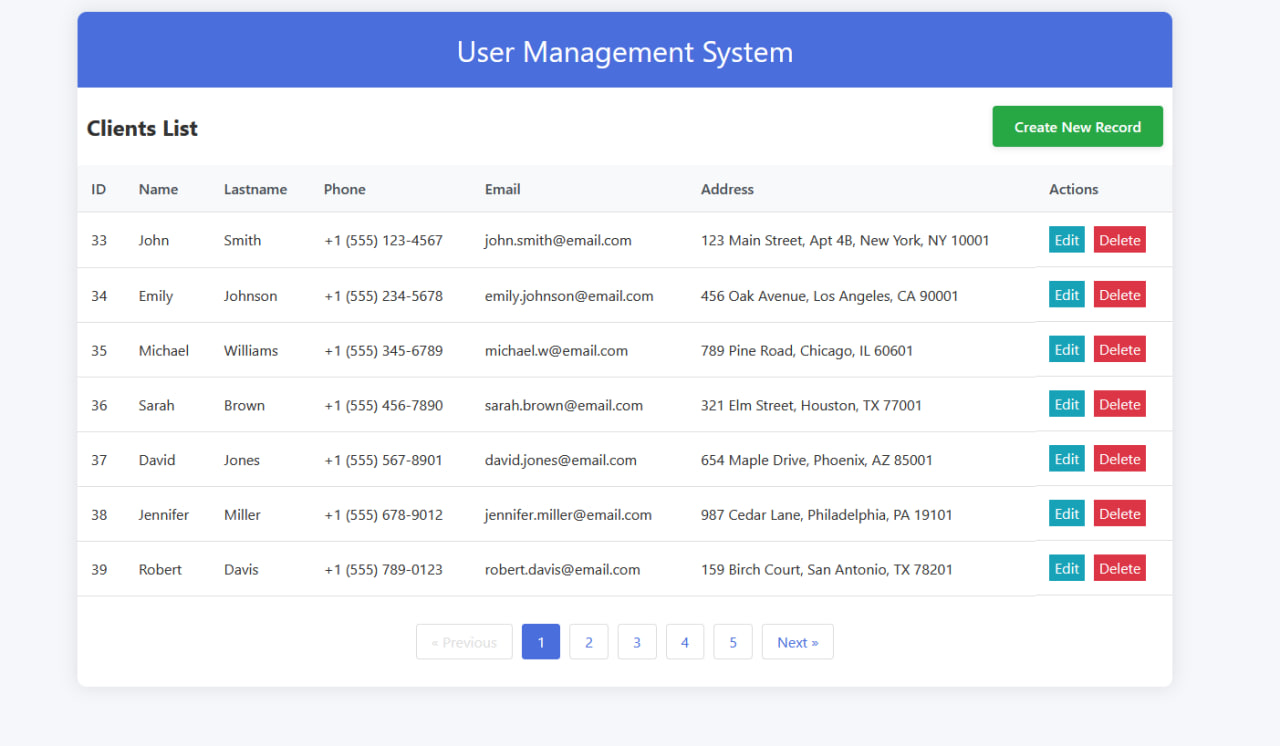 User Management System
Clients List
Create New Record
ID Name Lastname Phone Email Address Actions
33 John Smith +1 (555) 123-4567 john.smith@email.com 123 Main Street, Apt 4B, New York, NY 10001 Edit Delete
34 Emily Johnson +1 (555) 234-5678 emily.johnson@email.com 456 Oak Avenue, Los Angeles, CA 90001 Edit Delete
35 Michael Williams +1 (555) 345-6789 michael.w@email.com 789 Pine Road, Chicago, IL 60601 Edit Delete
36 Sarah Brown +1 (555) 456-7890 sarah.brown@email.com 321 Elm Street, Houston, TX 77001 Edit Delete
37 David Jones +1 (555) 567-8901 david.jones@email.com 654 Maple Drive, Phoenix, AZ 85001 Edit Delete
38 Jennifer Miller +1 (555) 678-9012 jennifer.miller@email.com 987 Cedar Lane, Philadelphia, PA 19101 Edit Delete
39 Robert Davis +1 (555) 789-0123 robert.davis@email.com 159 Birch Court, San Antonio, TX 78201 Edit Delete
« Previous 1 2 3 4 5 Next »